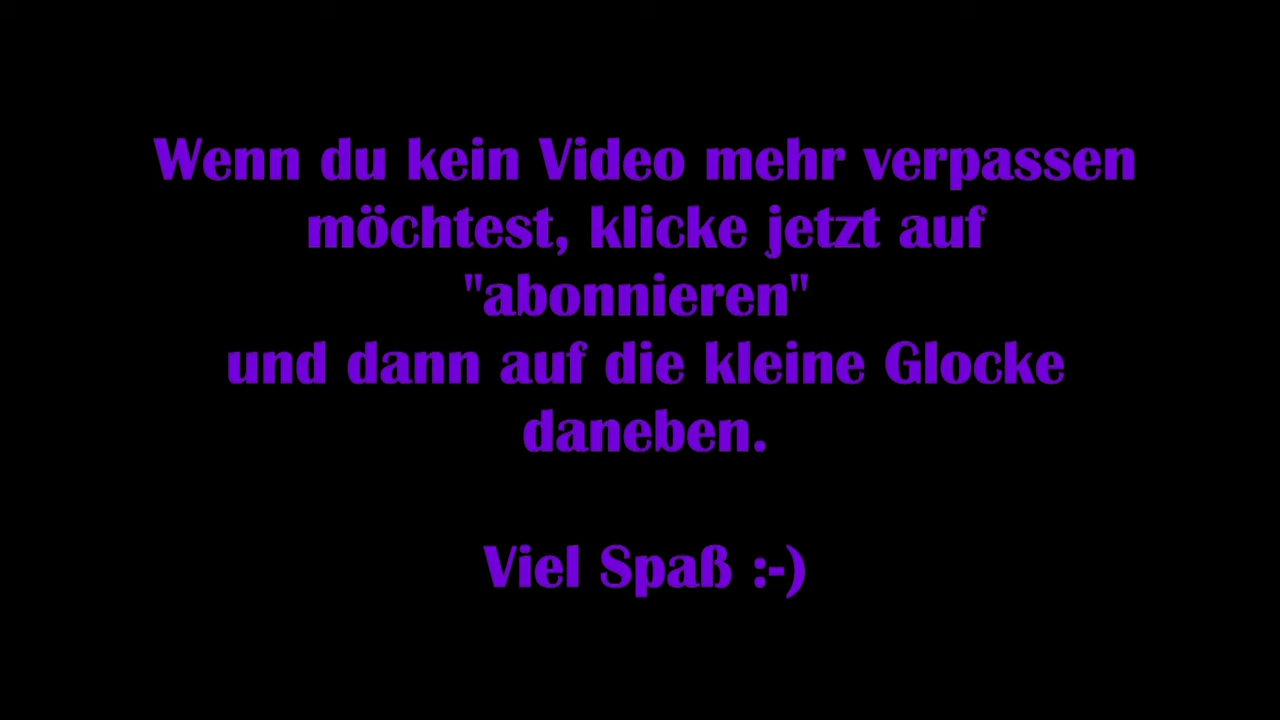 Wenn du kein Video mehr verpassen
möchtest, klicke jetzt auf
"abonnieren"
und dann auf die kleine Glocke
daneben.
Viel Spaß :-)